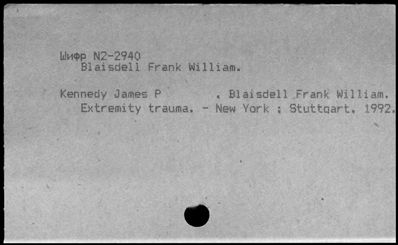 Шифр N2-2940
Blaisdell Frank William.
Kennedy James P . Blaisdell Frank William.
Extremity trauma. - New York ; Stuttgart, 1992.